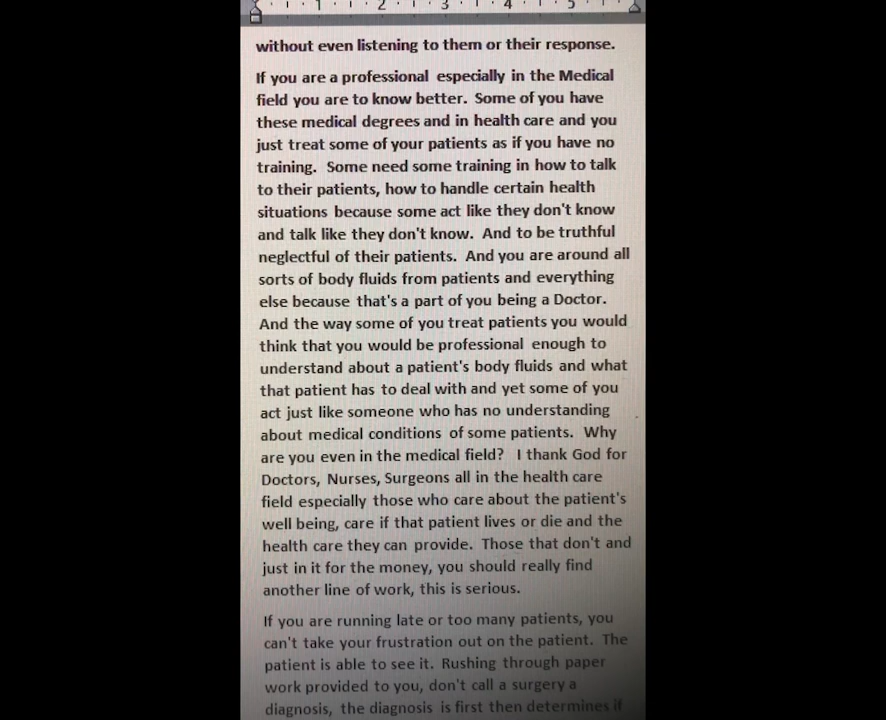 1 2 3 4 5
without even listening to them or their response.
If you are a professional especially in the Medical
field you are to know better. Some of you have
these medical degrees and in health care and you
just treat some of your patients as if you have no
training. Some need some training in how to talk
to their patients, how to handle certain health
situations because some act like they don't know
and talk like they don't know. And to be truthful
neglectful of their patients. And you are around all
sorts of body fluids from patients and everything
else because that's a part of you being a Doctor.
And the way some of you treat patients you would
think that you would be professional enough to
understand about a patient's body fluids and what
that patient has to deal with and yet some of you
act just like someone who has no understanding
about medical conditions of some patients. Why
are you even in the medical field? I thank God for
Doctors, Nurses, Surgeons all in the health care
field especially those who care about the patient's
well being, care if that patient lives or die and the
health care they can provide. Those that don't and
just in it for the money, you should really find
another line of work, this is serious.
If you are running late or too many patients, you
can't take your frustration out on the patient. The
patient is able to see it. Rushing through paper
work provided to you, don't call a surgery a
diagnosis, the diagnosis is first then determines if